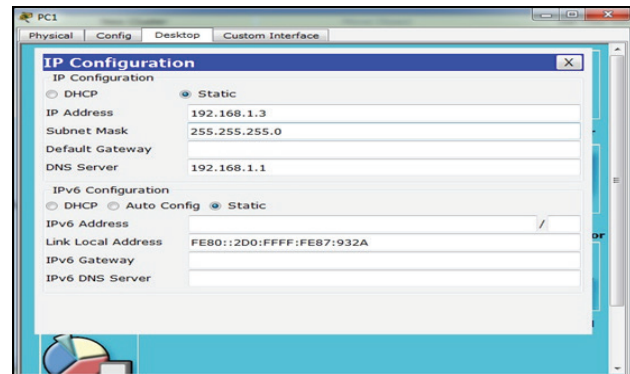 PC1
Physical Config Desktop Custom Interface
IP Configuration X
IP Configuration
DHCP Static
IP Address 192.168.1.3
Subnet Mask 255.255.255.0
Default Gateway
DNS Server 192.168.1.1
IPv6 Configuration
DHCP Auto Config Static
IPv6 Address /
Link Local Address FE80::2D0:FFFF:FE87:932A
IPv6 Gateway
IPv6 DNS Server
or